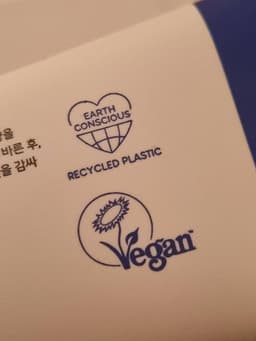 EARTH
CONSCIOUS
RECYCLED PLASTIC
을
바른 후,
을 감싸
Vegan